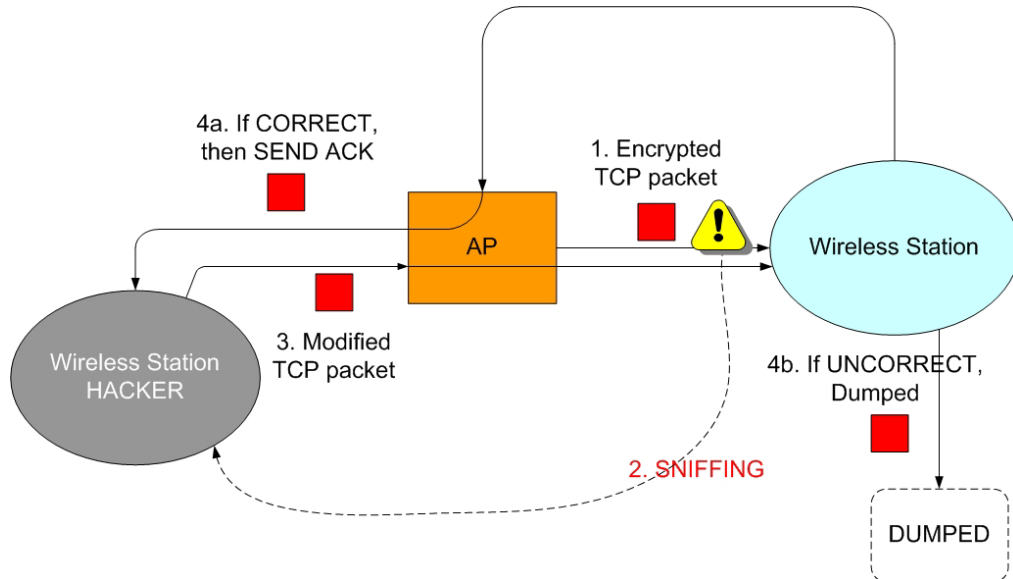 4a. If CORRECT,
then SEND ACK
1. Encrypted
TCP packet
AP
Wireless Station
3. Modified
TCP packet
Wireless Station
HACKER
4b. If UNCORRECT,
Dumped
2. SNIFFING
DUMPED